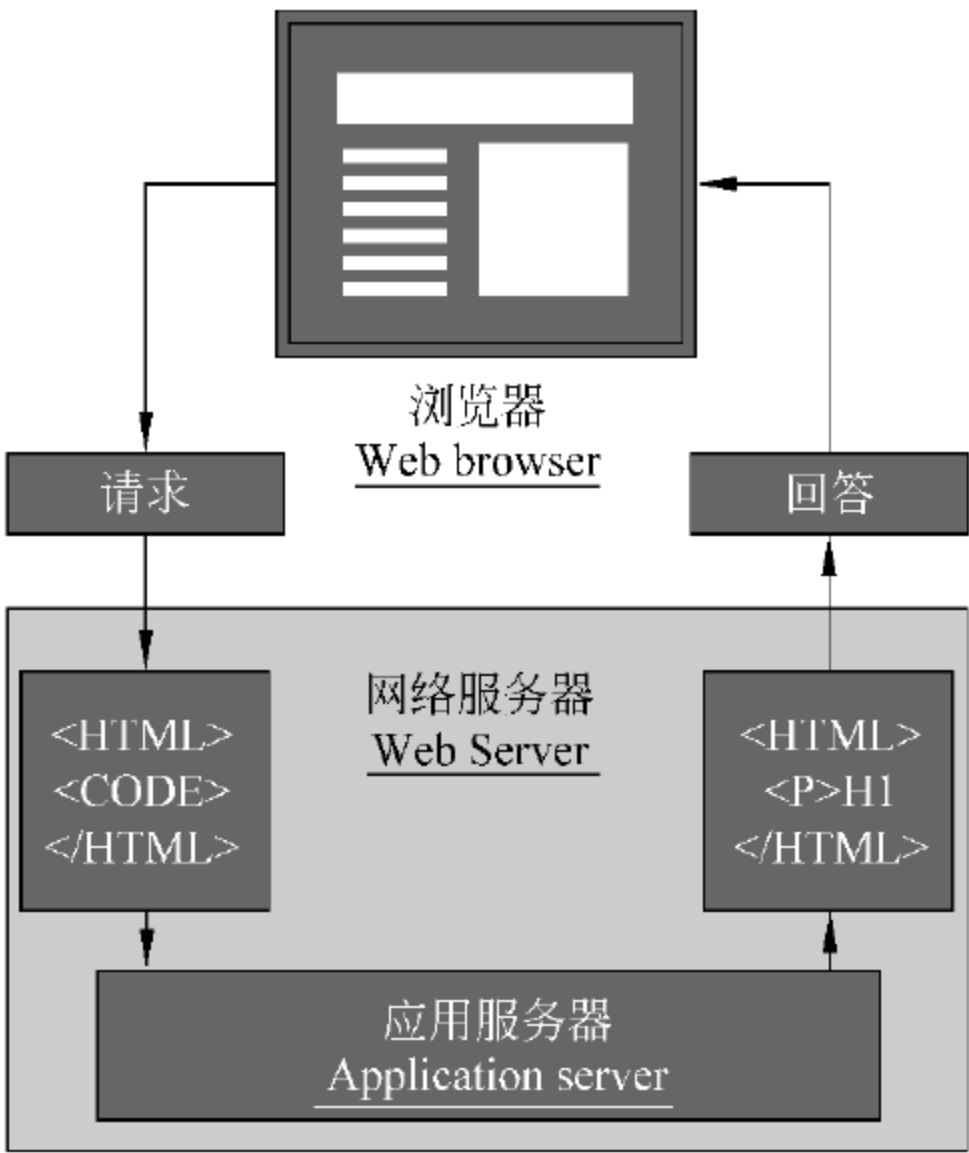 浏览器
Web browser
请求
回答
网络服务器
Web Server
<HTML>
<CODE>
</HTML>
<HTML>
<P>H1
</HTML>
应用服务器
Application server